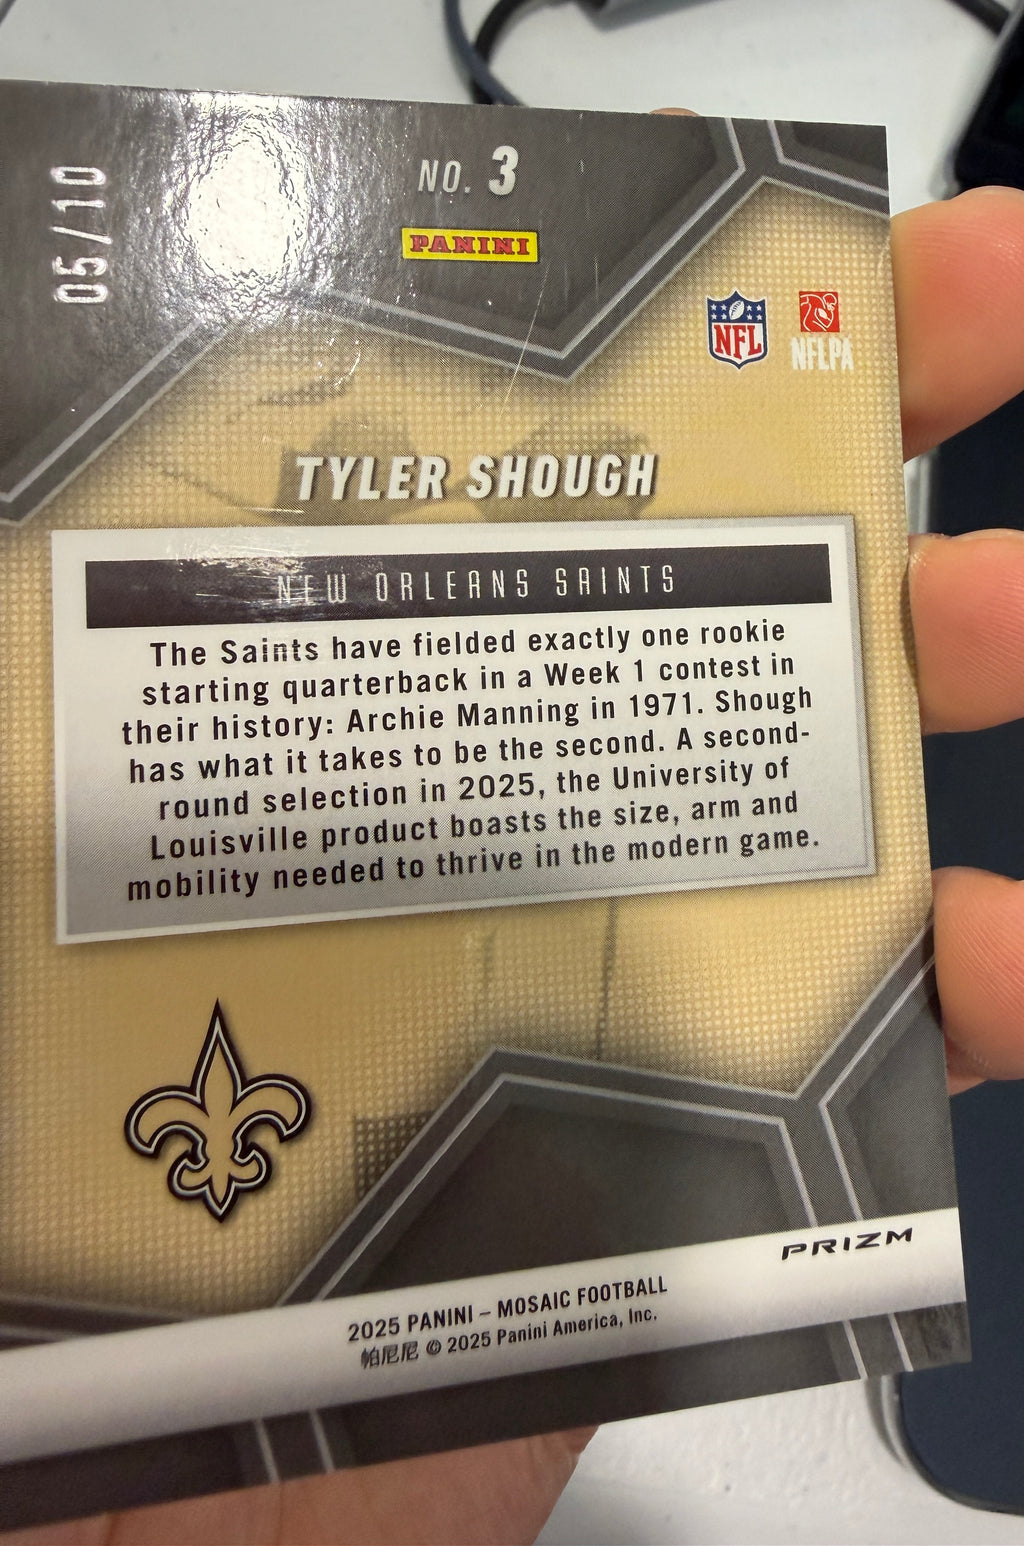 05/10
NO. 3
PANINI
NFL
NFLPA
TYLER SHOUGH
NEW ORLEANS SAINTS
The Saints have fielded exactly one rookie
starting quarterback in a Week 1 contest in
their history: Archie Manning in 1971. Shough
has what it takes to be the second. A second-
round selection in 2025, the University of
Louisville product boasts the size, arm and
mobility needed to thrive in the modern game.
PRIZM
2025 PANINI – MOSAIC FOOTBALL
帕尼尼 © 2025 Panini America, Inc.